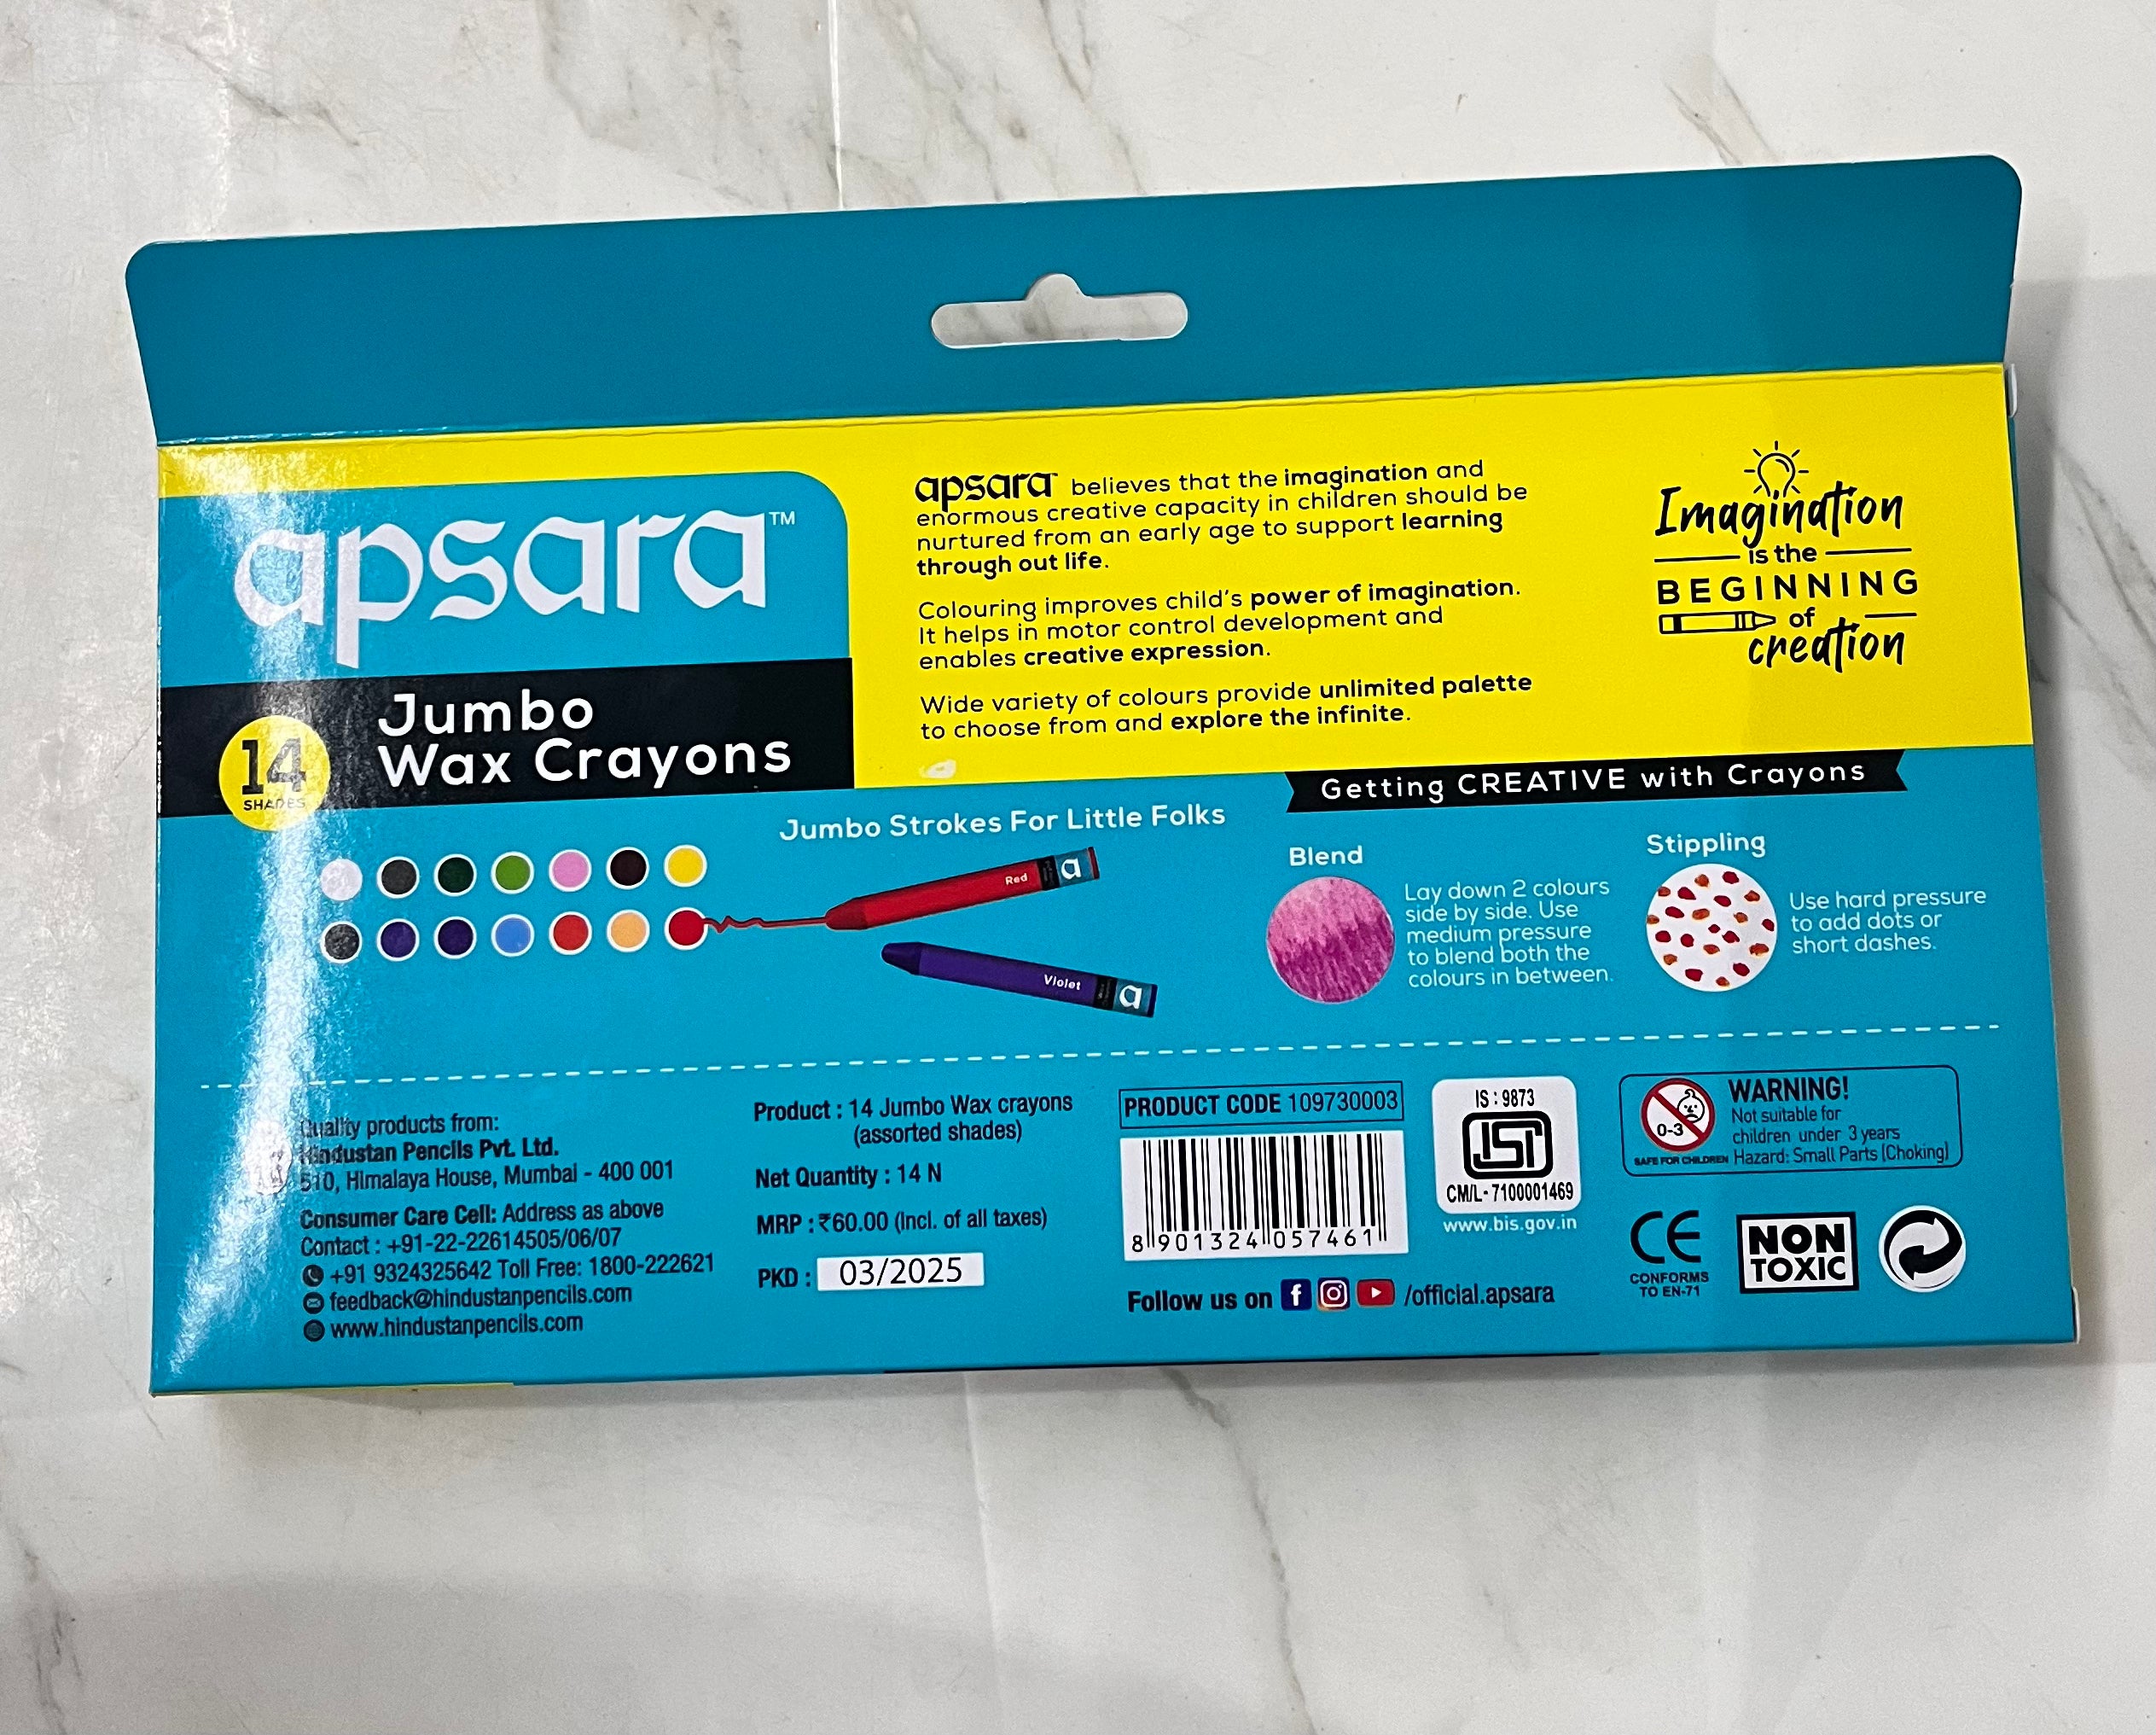 apsara™
14
SHADES
Jumbo
Wax Crayons
apsara™ believes that the imagination and
enormous creative capacity in children should be
nurtured from an early age to support learning
through out life.
Colouring improves child's power of imagination.
It helps in motor control development and
enables creative expression.
Wide variety of colours provide unlimited palette
to choose from and explore the infinite.
Imagination
is the
BEGINNING
of
creation
Jumbo Strokes For Little Folks
Red
a
Violet
a
Getting CREATIVE with Crayons
Blend
Lay down 2 colours
side by side. Use
medium pressure
to blend both the
colours in between.
Stippling
Use hard pressure
to add dots or
short dashes.
Quality products from:
Hindustan Pencils Pvt. Ltd.
510, Himalaya House, Mumbai - 400 001
Consumer Care Cell: Address as above
Contact : +91-22-22614505/06/07
+91 9324325642 Toll Free: 1800-222621
feedback@hindustanpencils.com
www.hindustanpencils.com
Product : 14 Jumbo Wax crayons
(assorted shades)
Net Quantity : 14 N
MRP : ₹60.00 (Incl. of all taxes)
PKD : 03/2025
PRODUCT CODE 109730003
8 901324 057461
Follow us on f /official.apsara
IS : 9873
ISI
CM/L - 7100001469
www.bis.gov.in
0-3
SAFE FOR CHILDREN
WARNING!
Not suitable for
children under 3 years
Hazard: Small Parts (Choking)
CE
CONFORMS
TO EN-71
NON
TOXIC